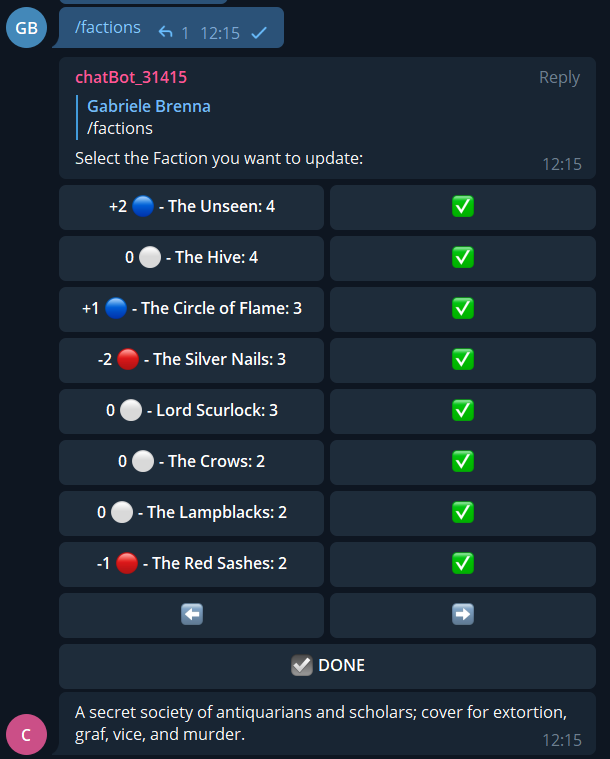 GB
/factions 1 12:15
chatBot_31415 Reply
Gabriele Brenna
/factions
Select the Faction you want to update:
12:15
+2 - The Unseen: 4
0 - The Hive: 4
+1 - The Circle of Flame: 3
-2 - The Silver Nails: 3
0 - Lord Scurlock: 3
0 - The Crows: 2
0 - The Lampblacks: 2
-1 - The Red Sashes: 2
DONE
A secret society of antiquarians and scholars; cover for extortion,
graf, vice, and murder.
C
12:15